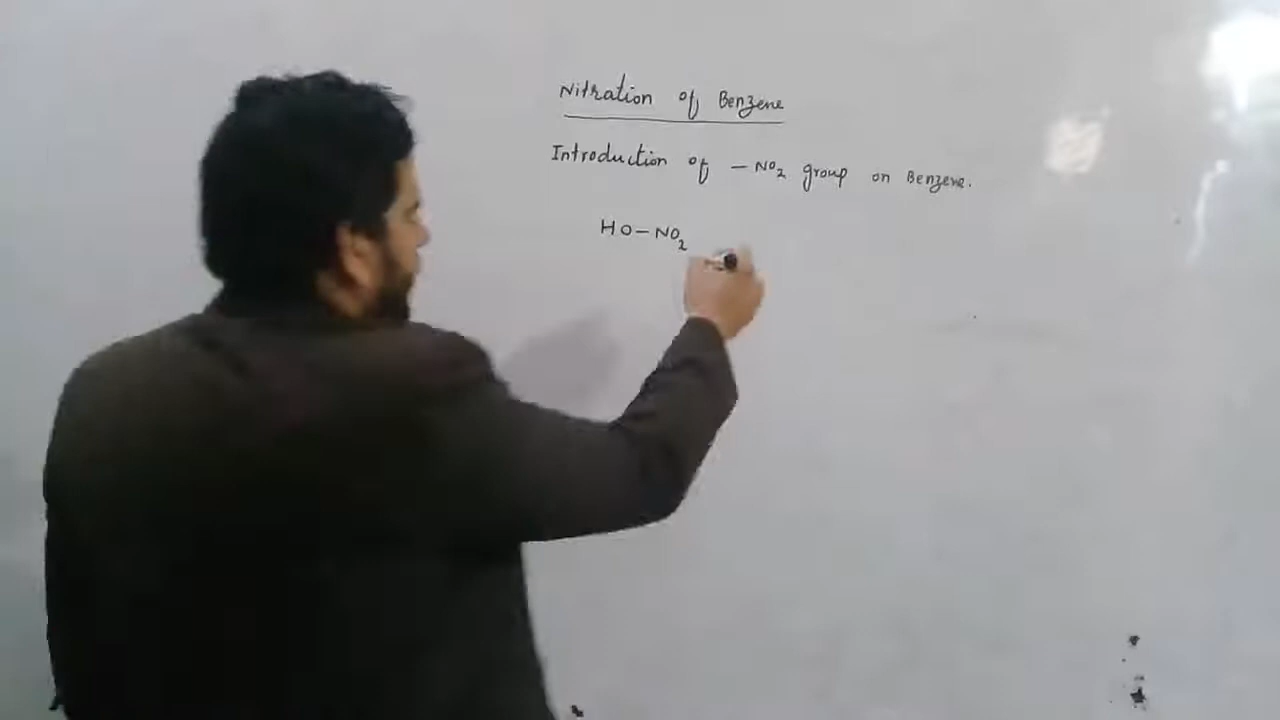 Nitration of Benzene
Introduction of – NO₂ group on Benzene.
HO – NO₂